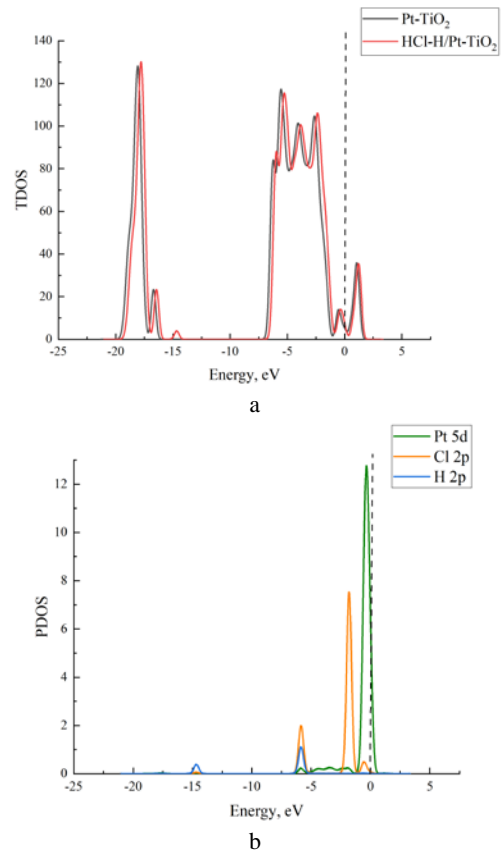 a
Pt-TiO₂
HCl-H/Pt-TiO₂
140
120
100
80
60
40
20
0
TDOS
-25 -20 -15 -10 -5 0 5
Energy, eV
a
Pt 5d
Cl 2p
H 2p
12
10
8
6
4
2
0
PDOS
-25 -20 -15 -10 -5 0 5
Energy, eV
b